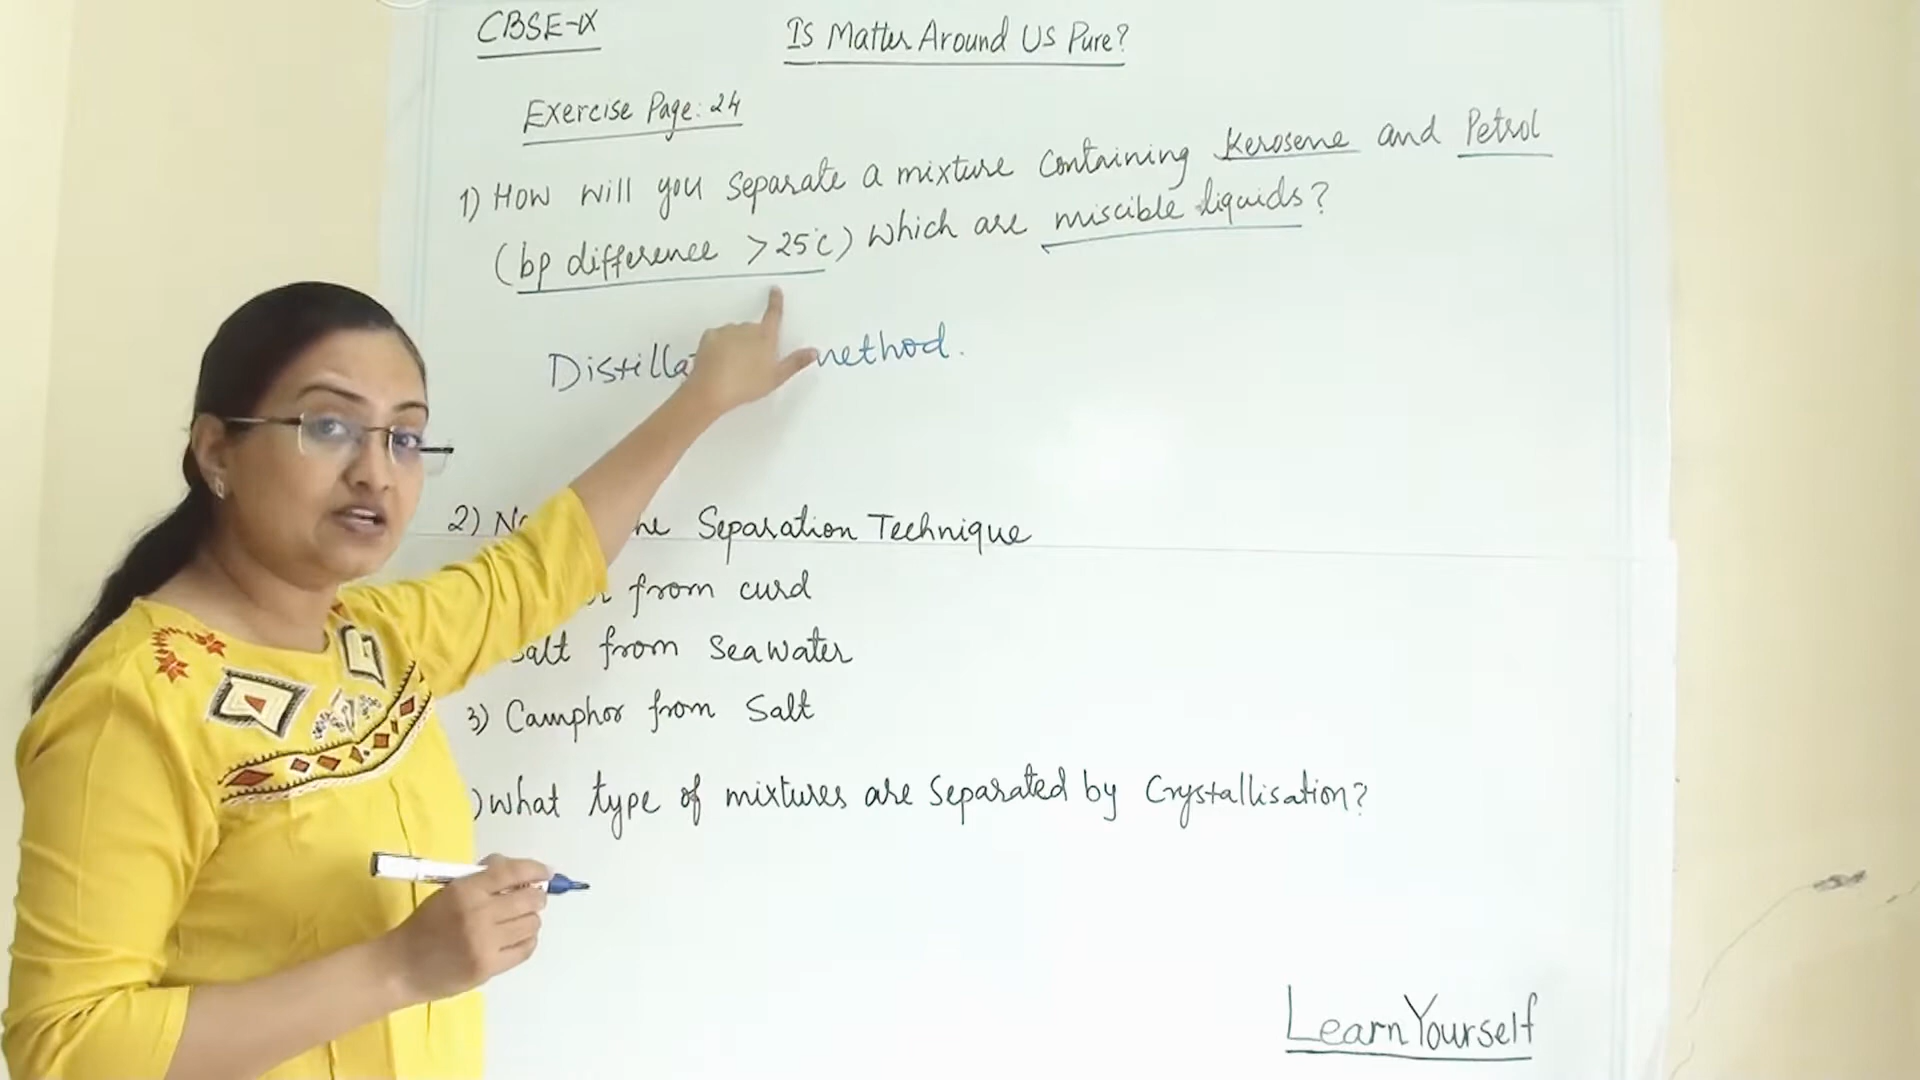 CBSE-IX
Is Matter Around Us Pure?
Exercise Page: 24
1) How will you separate a mixture containing Kerosene and Petrol
(bp difference >25°C) which are miscible liquids?
method.
2) Separation Technique
from curd
Salt from Seawater
3) Camphor from Salt
) What type of mixtures are Separated by Crystallisation?
LearnYourself